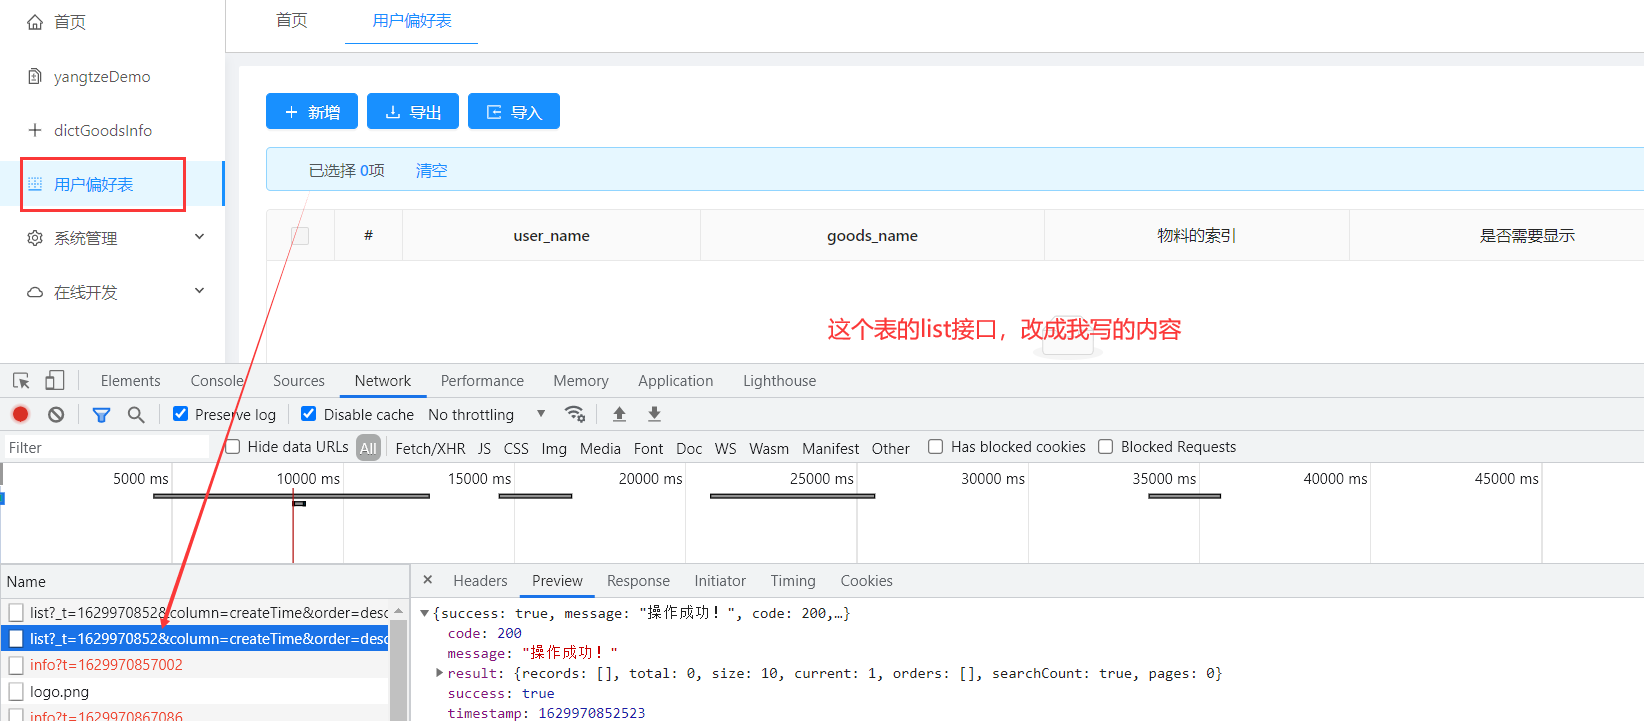 首页
首页 用户偏好表
yangtzeDemo
dictGoodsInfo
用户偏好表
系统管理
在线开发
新增 导出 导入
已选择 0项 清空
# user_name goods_name 物料的索引 是否需要显示
这个表的list接口，改成我写的内容
Elements Console Sources Network Performance Memory Application Lighthouse
Preserve log Disable cache No throttling
Filter Hide data URLs All Fetch/XHR JS CSS Img Media Font Doc WS Wasm Manifest Other Has blocked cookies Blocked Requests
5000 ms 10000 ms 15000 ms 20000 ms 25000 ms 30000 ms 35000 ms 40000 ms 45000 ms
Name
list?_t=1629970852&column=createTime&order=desc
list?_t=1629970852&column=createTime&order=desc
info?t=1629970857002
logo.png
info?t=1629970867086
× Headers Preview Response Initiator Timing Cookies
{success: true, message: "操作成功！", code: 200,…}
code: 200
message: "操作成功！"
result: {records: [], total: 0, size: 10, current: 1, orders: [], searchCount: true, pages: 0}
success: true
timestamp: 1629970852523